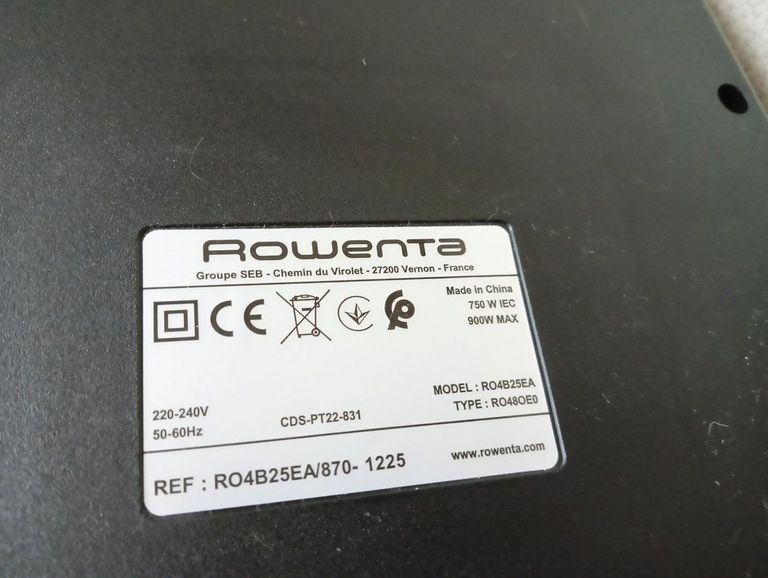 Rowenta
Groupe SEB - Chemin du Virolet - 27200 Vernon - France
Made in China
750 W IEC
900W MAX
CE
MODEL : RO4B25EA
TYPE : RO48OE0
220-240V
50-60Hz
CDS-PT22-831
REF : RO4B25EA/870- 1225
www.rowenta.com